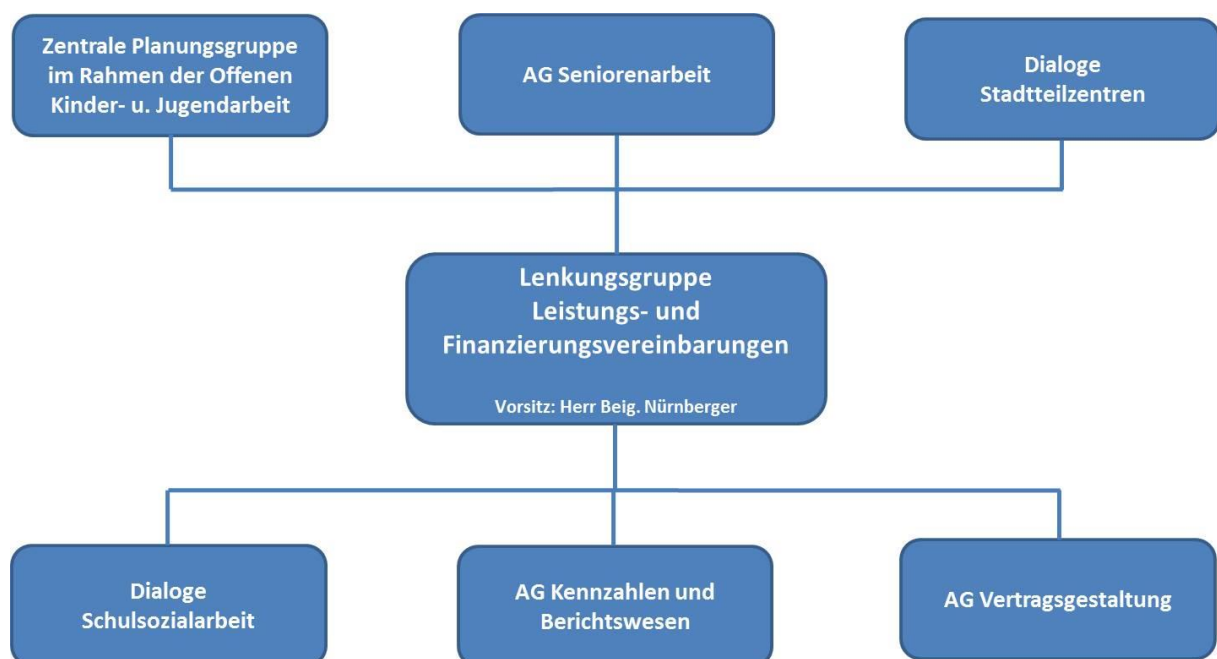 Zentrale Planungsgruppe
im Rahmen der Offenen
Kinder- u. Jugendarbeit
AG Seniorenarbeit
Dialoge
Stadtteilzentren
Lenkungsgruppe
Leistungs- und
Finanzierungsvereinbarungen
Vorsitz: Herr Beig. Nürnberger
Dialoge
Schulsozialarbeit
AG Kennzahlen und
Berichtswesen
AG Vertragsgestaltung